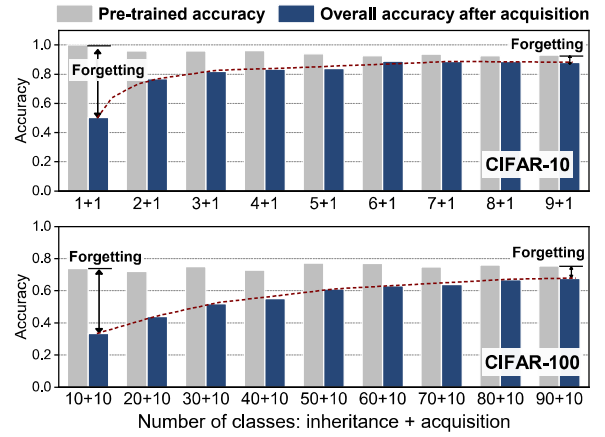 Pre-trained accuracy
Overall accuracy after acquisition
Accuracy
1.0
0.8
0.6
0.4
0.2
0.0
Forgetting
Forgetting
CIFAR-10
1+1 2+1 3+1 4+1 5+1 6+1 7+1 8+1 9+1
Accuracy
1.0
0.8
0.6
0.4
0.2
0.0
Forgetting
Forgetting
CIFAR-100
10+10 20+10 30+10 40+10 50+10 60+10 70+10 80+10 90+10
Number of classes: inheritance + acquisition